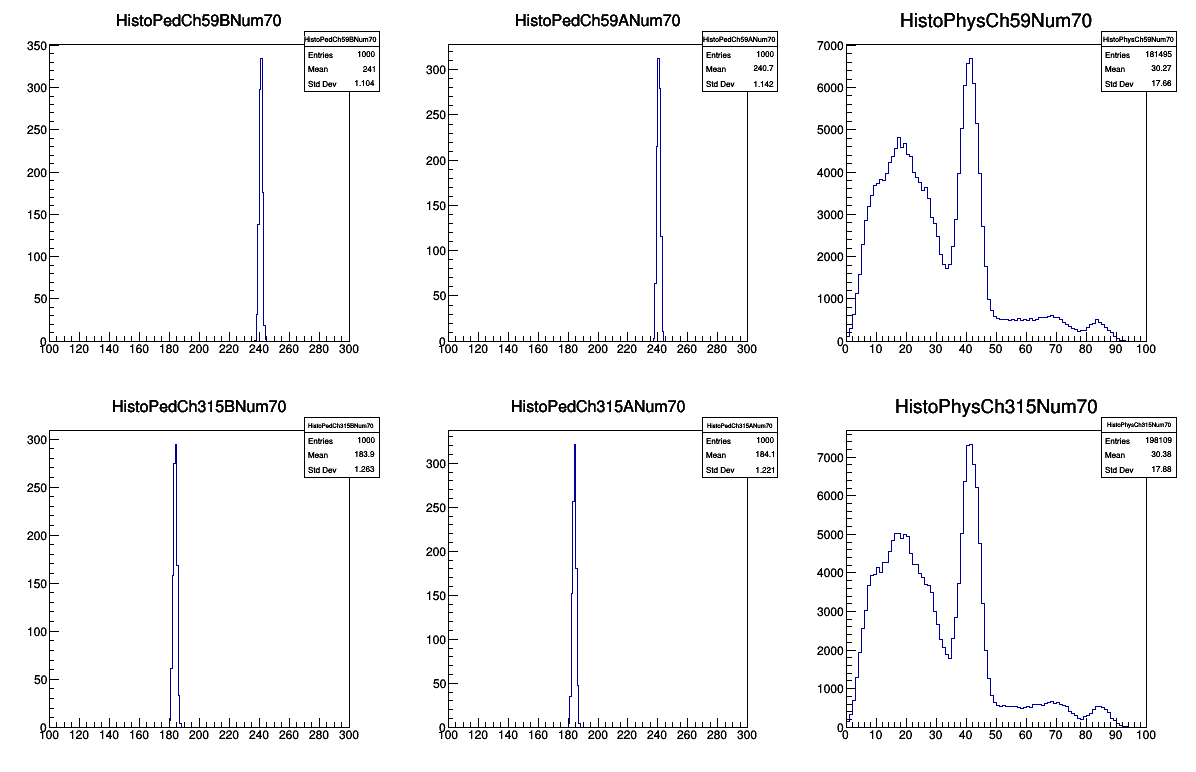 HistoPedCh59BNum70
HistoPedCh59BNum70
Entries 1000
Mean 241
Std Dev 1.104
350
300
250
200
150
100
50
0
100 120 140 160 180 200 220 240 260 280 300
HistoPedCh59ANum70
HistoPedCh59ANum70
Entries 1000
Mean 240.7
Std Dev 1.142
300
250
200
150
100
50
0
100 120 140 160 180 200 220 240 260 280 300
HistoPhysCh59Num70
HistoPhysCh59Num70
Entries 181495
Mean 30.27
Std Dev 17.66
7000
6000
5000
4000
3000
2000
1000
0
0 10 20 30 40 50 60 70 80 90 100
HistoPedCh315BNum70
HistoPedCh315BNum70
Entries 1000
Mean 183.9
Std Dev 1.263
300
250
200
150
100
50
0
100 120 140 160 180 200 220 240 260 280 300
HistoPedCh315ANum70
HistoPedCh315ANum70
Entries 1000
Mean 184.1
Std Dev 1.221
300
250
200
150
100
50
0
100 120 140 160 180 200 220 240 260 280 300
HistoPhysCh315Num70
HistoPhysCh315Num70
Entries 198109
Mean 30.38
Std Dev 17.88
7000
6000
5000
4000
3000
2000
1000
0
0 10 20 30 40 50 60 70 80 90 100